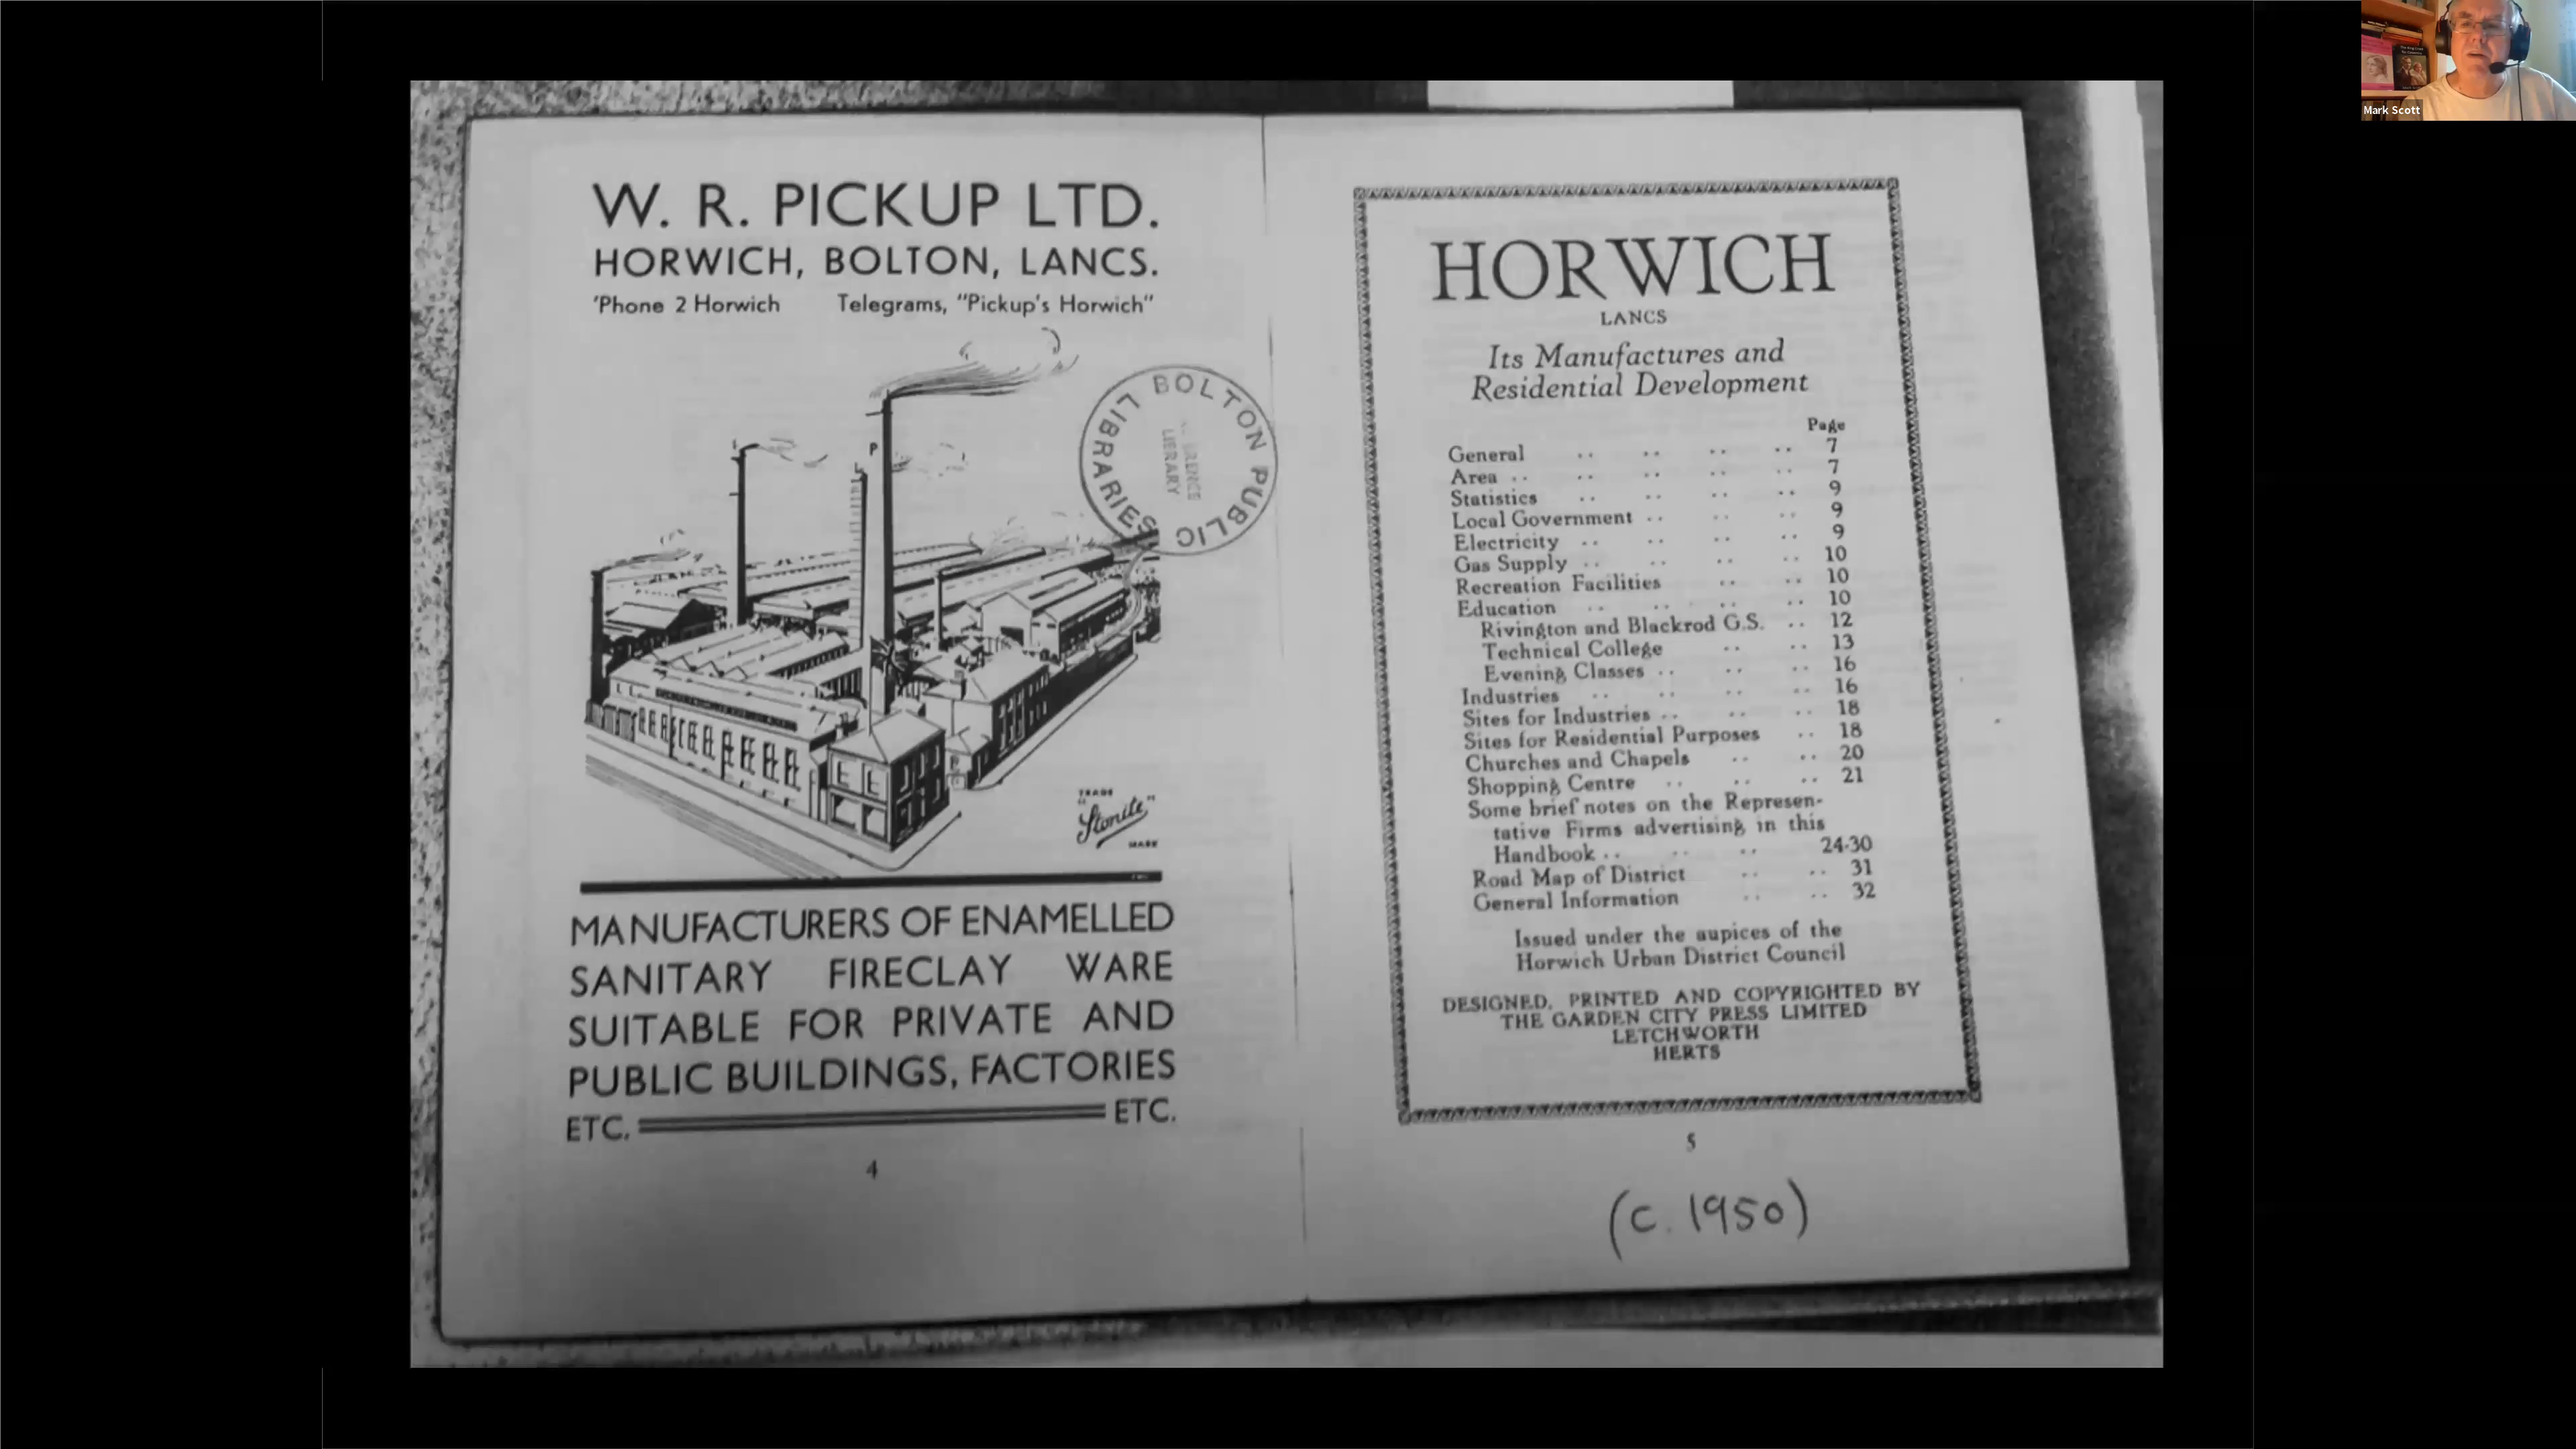 W. R. PICKUP LTD.
HORWICH, BOLTON, LANCS.
'Phone 2 Horwich Telegrams, "Pickup's Horwich"
P
L
BOLTON PUBLIC LIBRARIES
LIBRARY
TRADE
"Stonite"
MARK
MANUFACTURERS OF ENAMELLED
SANITARY FIRECLAY WARE
SUITABLE FOR PRIVATE AND
PUBLIC BUILDINGS, FACTORIES
ETC. ETC.
4
HORWICH
LANCS
Its Manufactures and
Residential Development
Page
General .. .. .. .. 7
Area .. .. .. .. 7
Statistics .. .. .. .. 9
Local Government .. .. .. 9
Electricity .. .. .. .. 9
Gas Supply .. .. .. .. 10
Recreation Facilities .. .. 10
Education .. .. .. .. 10
Rivington and Blackrod G.S. .. 12
Technical College .. .. 13
Evening Classes .. .. .. 16
Industries .. .. .. .. 16
Sites for Industries .. .. .. 18
Sites for Residential Purposes .. 18
Churches and Chapels .. .. 20
Shopping Centre .. .. .. 21
Some brief notes on the Represen-
tative Firms advertising in this
Handbook .. .. .. 24-30
Road Map of District .. .. 31
General Information .. .. 32
Issued under the aupices of the
Horwich Urban District Council
DESIGNED, PRINTED AND COPYRIGHTED BY
THE GARDEN CITY PRESS LIMITED
LETCHWORTH
HERTS
5
(c. 1950)
Mark Scott